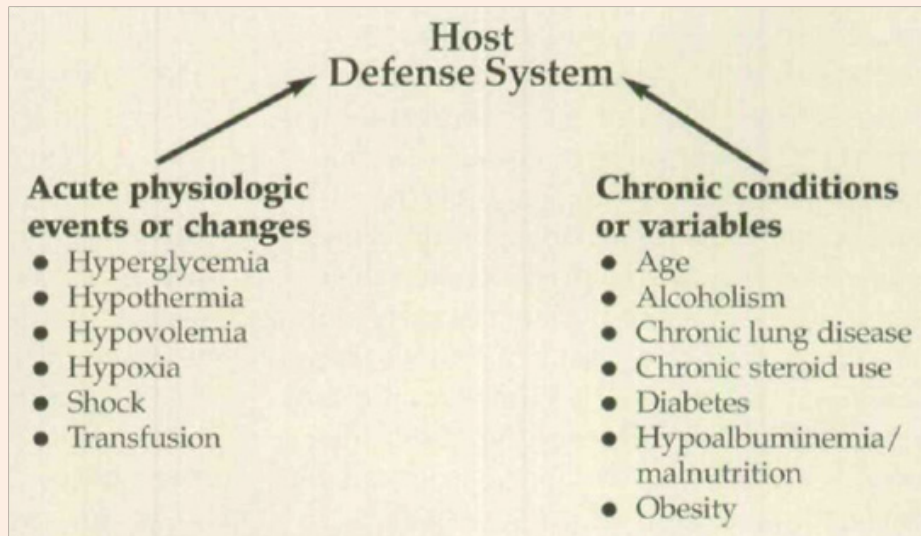 Host
Defense System
Acute physiologic
events or changes
● Hyperglycemia
● Hypothermia
● Hypovolemia
● Hypoxia
● Shock
● Transfusion
Chronic conditions
or variables
● Age
● Alcoholism
● Chronic lung disease
● Chronic steroid use
● Diabetes
● Hypoalbuminemia/
malnutrition
● Obesity